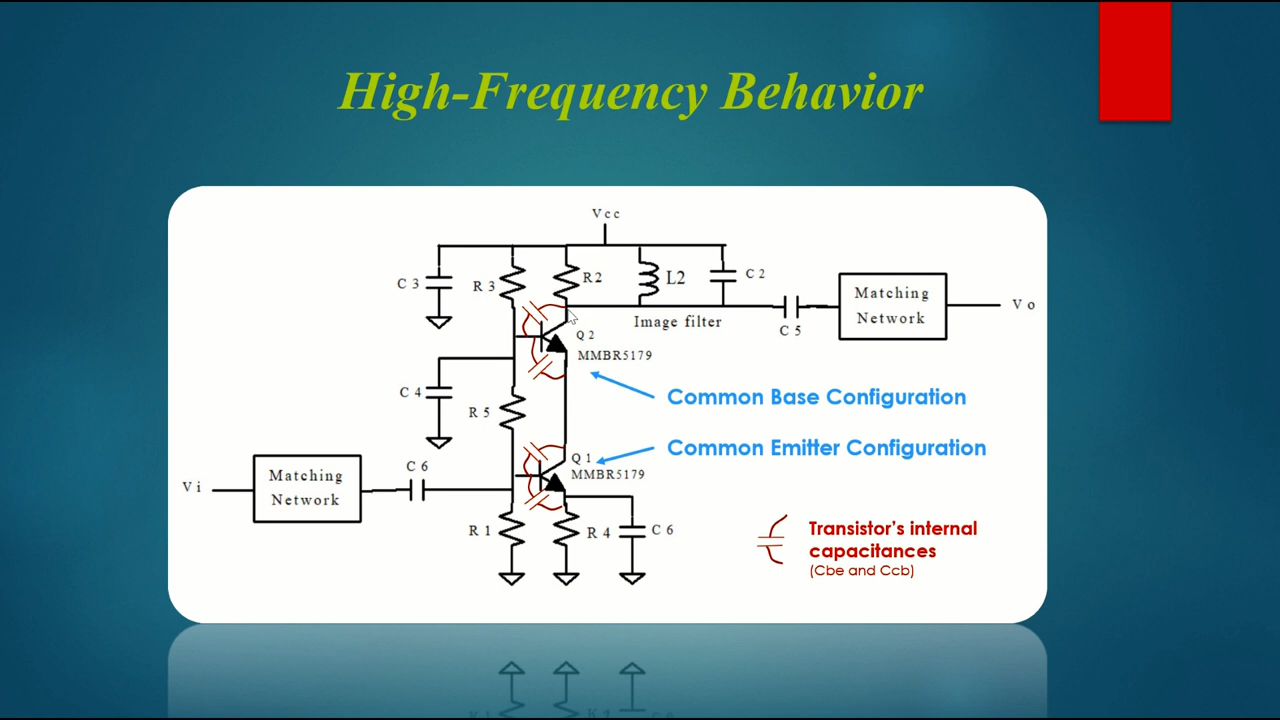 High-Frequency Behavior
Vcc
C 3
R 3
R2
L2
C 2
Matching
Network
Vo
Image filter
C 5
Q 2
MMBR5179
C 4
R 5
Common Base Configuration
Common Emitter Configuration
Q 1
MMBR5179
C 6
Vi
Matching
Network
R 1
R 4
C 6
Transistor's internal
capacitances
(Cbe and Ccb)